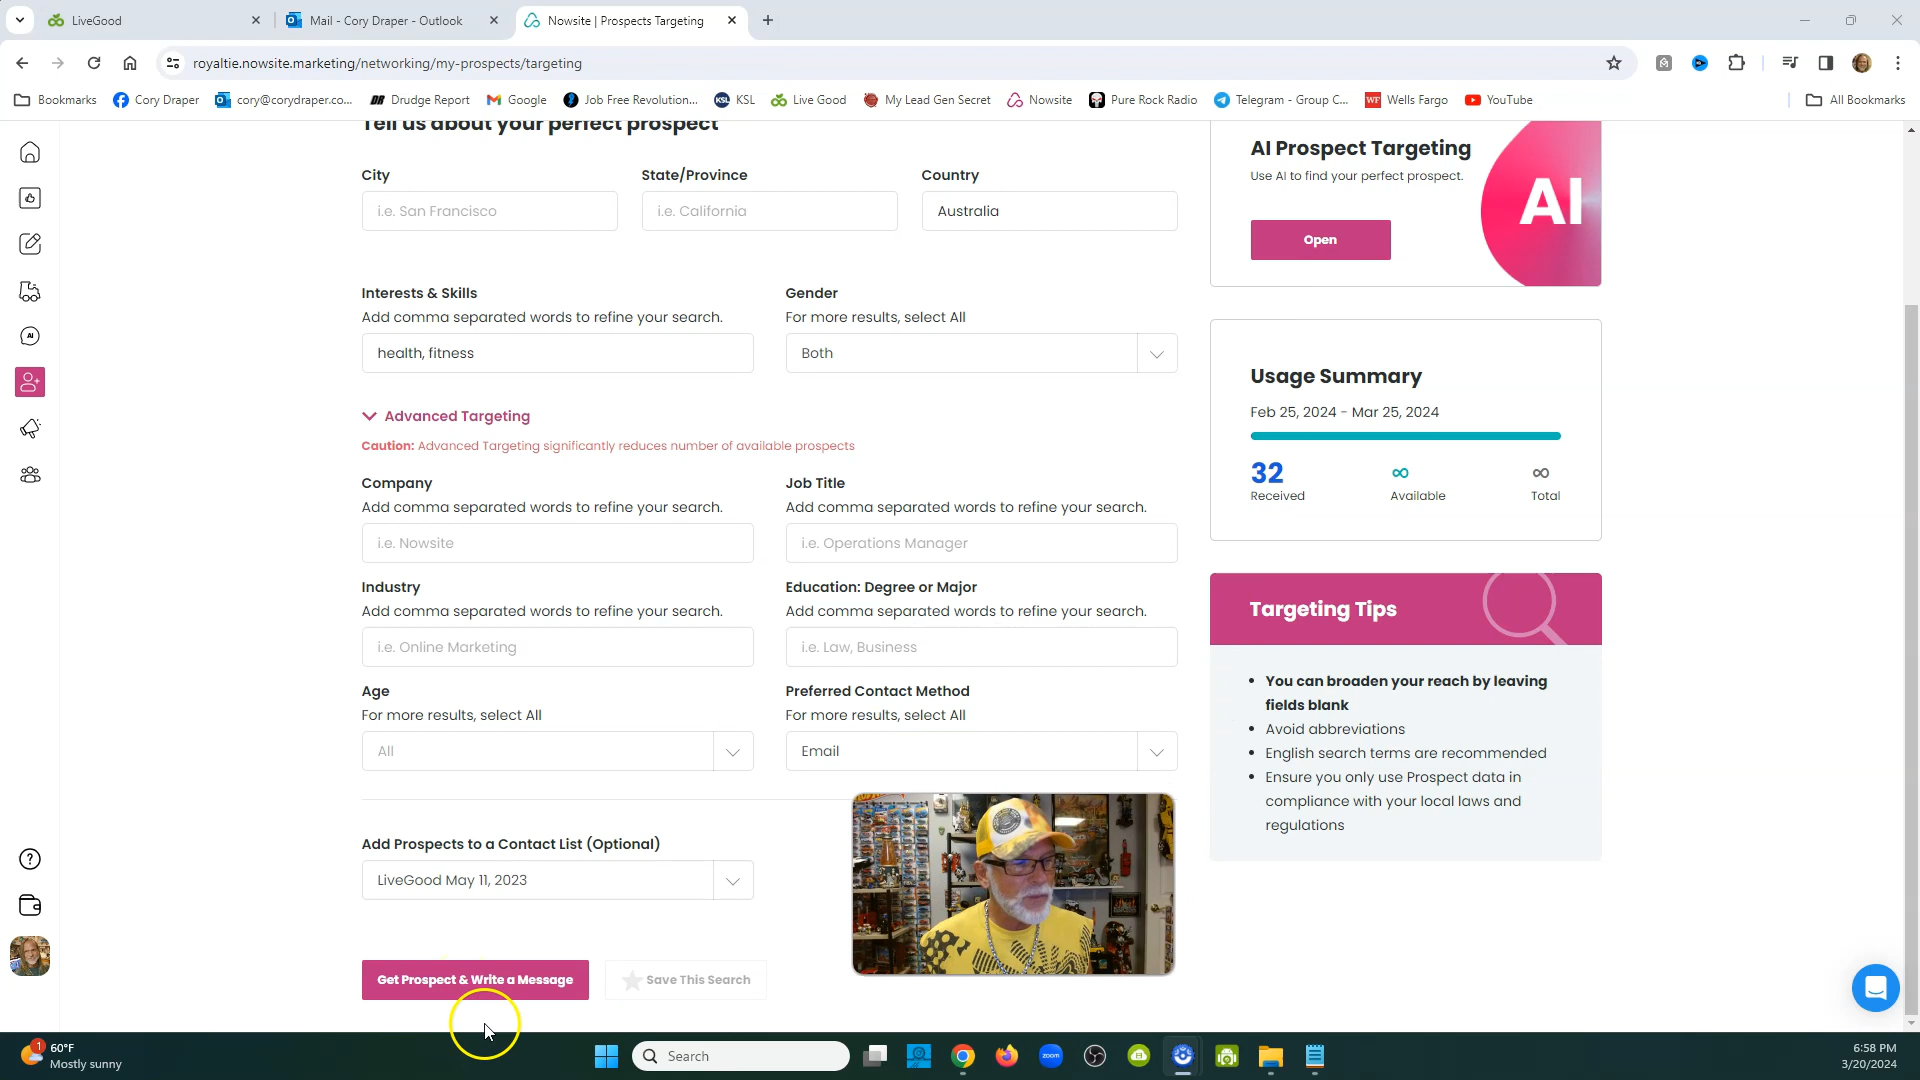 LiveGood
Mail - Cory Draper - Outlook
Nowsite | Prospects Targeting
royaltie.nowsite.marketing/networking/my-prospects/targeting
Bookmarks
Cory Draper
cory@corydraper.co...
Drudge Report
Google
Job Free Revolution...
KSL
Live Good
My Lead Gen Secret
Nowsite
Pure Rock Radio
Telegram - Group C...
Wells Fargo
YouTube
All Bookmarks
Tell us about your perfect prospect
City
State/Province
Country
i.e. San Francisco
i.e. California
Australia
Interests & Skills
Add comma separated words to refine your search.
health, fitness
Gender
For more results, select All
Both
Advanced Targeting
Caution: Advanced Targeting significantly reduces number of available prospects
Company
Add comma separated words to refine your search.
i.e. Nowsite
Job Title
Add comma separated words to refine your search.
i.e. Operations Manager
Industry
Add comma separated words to refine your search.
i.e. Online Marketing
Education: Degree or Major
Add comma separated words to refine your search.
i.e. Law, Business
Age
For more results, select All
All
Preferred Contact Method
For more results, select All
Email
Add Prospects to a Contact List (Optional)
LiveGood May 11, 2023
Get Prospect & Write a Message
Save This Search
AI Prospect Targeting
Use AI to find your perfect prospect.
Open
AI
Usage Summary
Feb 25, 2024 - Mar 25, 2024
32
∞
∞
Received
Available
Total
Targeting Tips
• You can broaden your reach by leaving
fields blank
• Avoid abbreviations
• English search terms are recommended
• Ensure you only use Prospect data in
compliance with your local laws and
regulations
1
60°F
Mostly sunny
Search
zoom
6:58 PM
3/20/2024